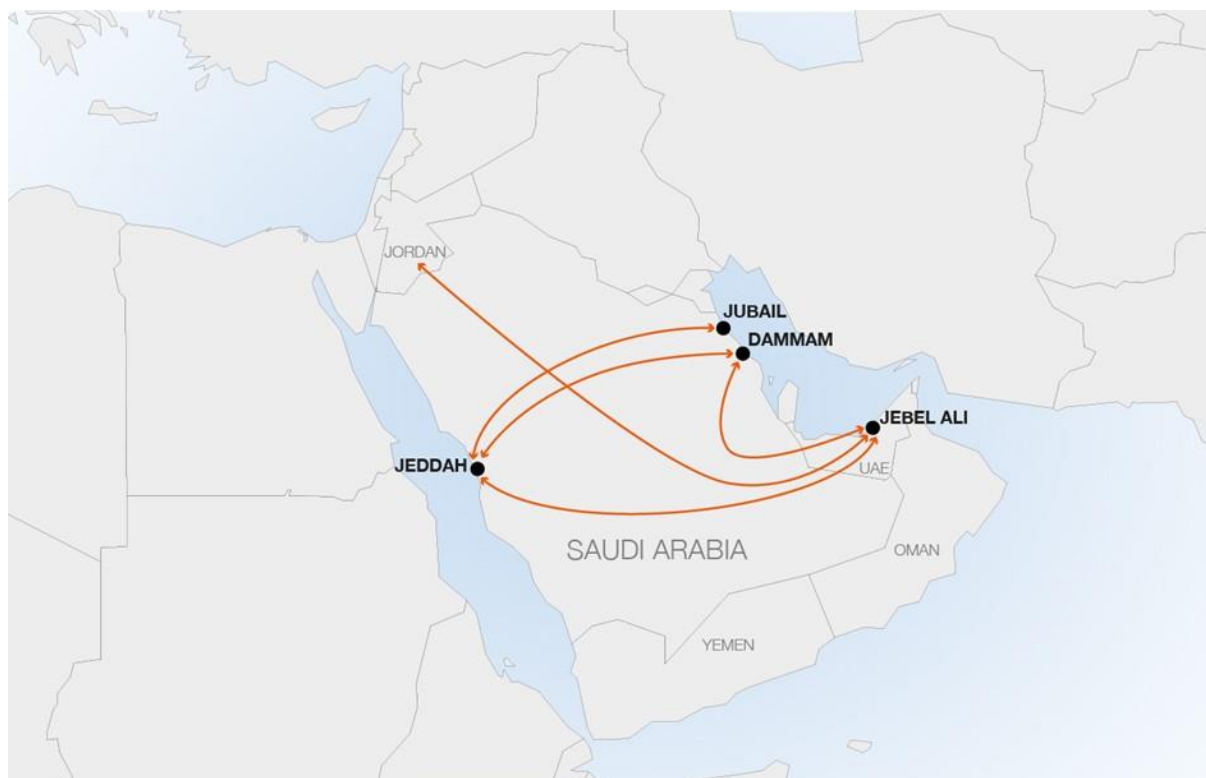 JORDAN
JUBAIL
DAMMAM
JEBEL ALI
JEDDAH
UAE
SAUDI ARABIA
OMAN
YEMEN